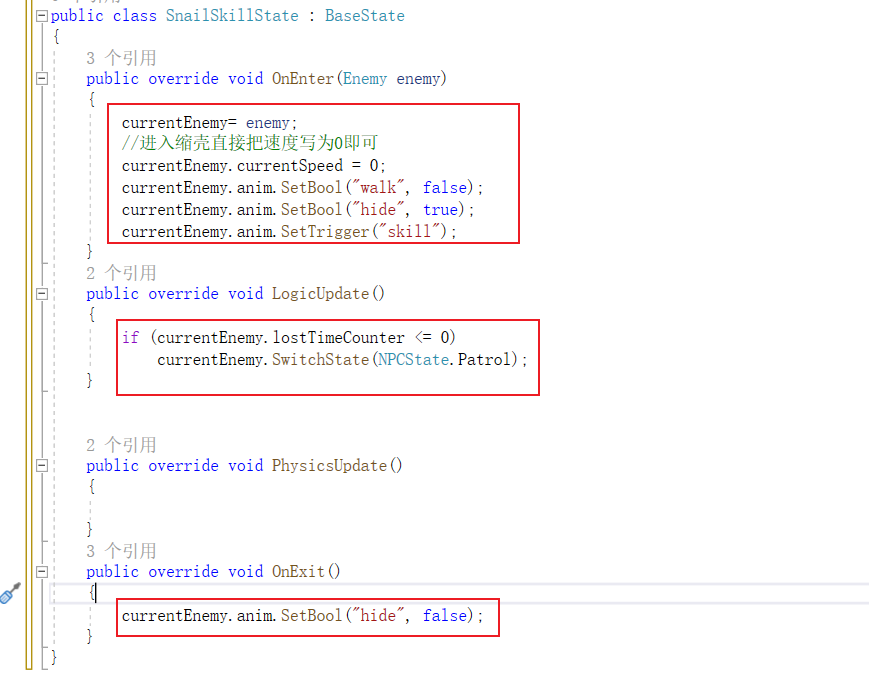 public class SnailSkillState : BaseState
{
3 个引用
public override void OnEnter(Enemy enemy)
{
currentEnemy= enemy;
//进入缩壳直接把速度写为0即可
currentEnemy.currentSpeed = 0;
currentEnemy.anim.SetBool("walk", false);
currentEnemy.anim.SetBool("hide", true);
currentEnemy.anim.SetTrigger("skill");
}
2 个引用
public override void LogicUpdate()
{
if (currentEnemy.lostTimeCounter <= 0)
currentEnemy.SwitchState(NPCState.Patrol);
}
2 个引用
public override void PhysicsUpdate()
{
}
3 个引用
public override void OnExit()
{
currentEnemy.anim.SetBool("hide", false);
}
}